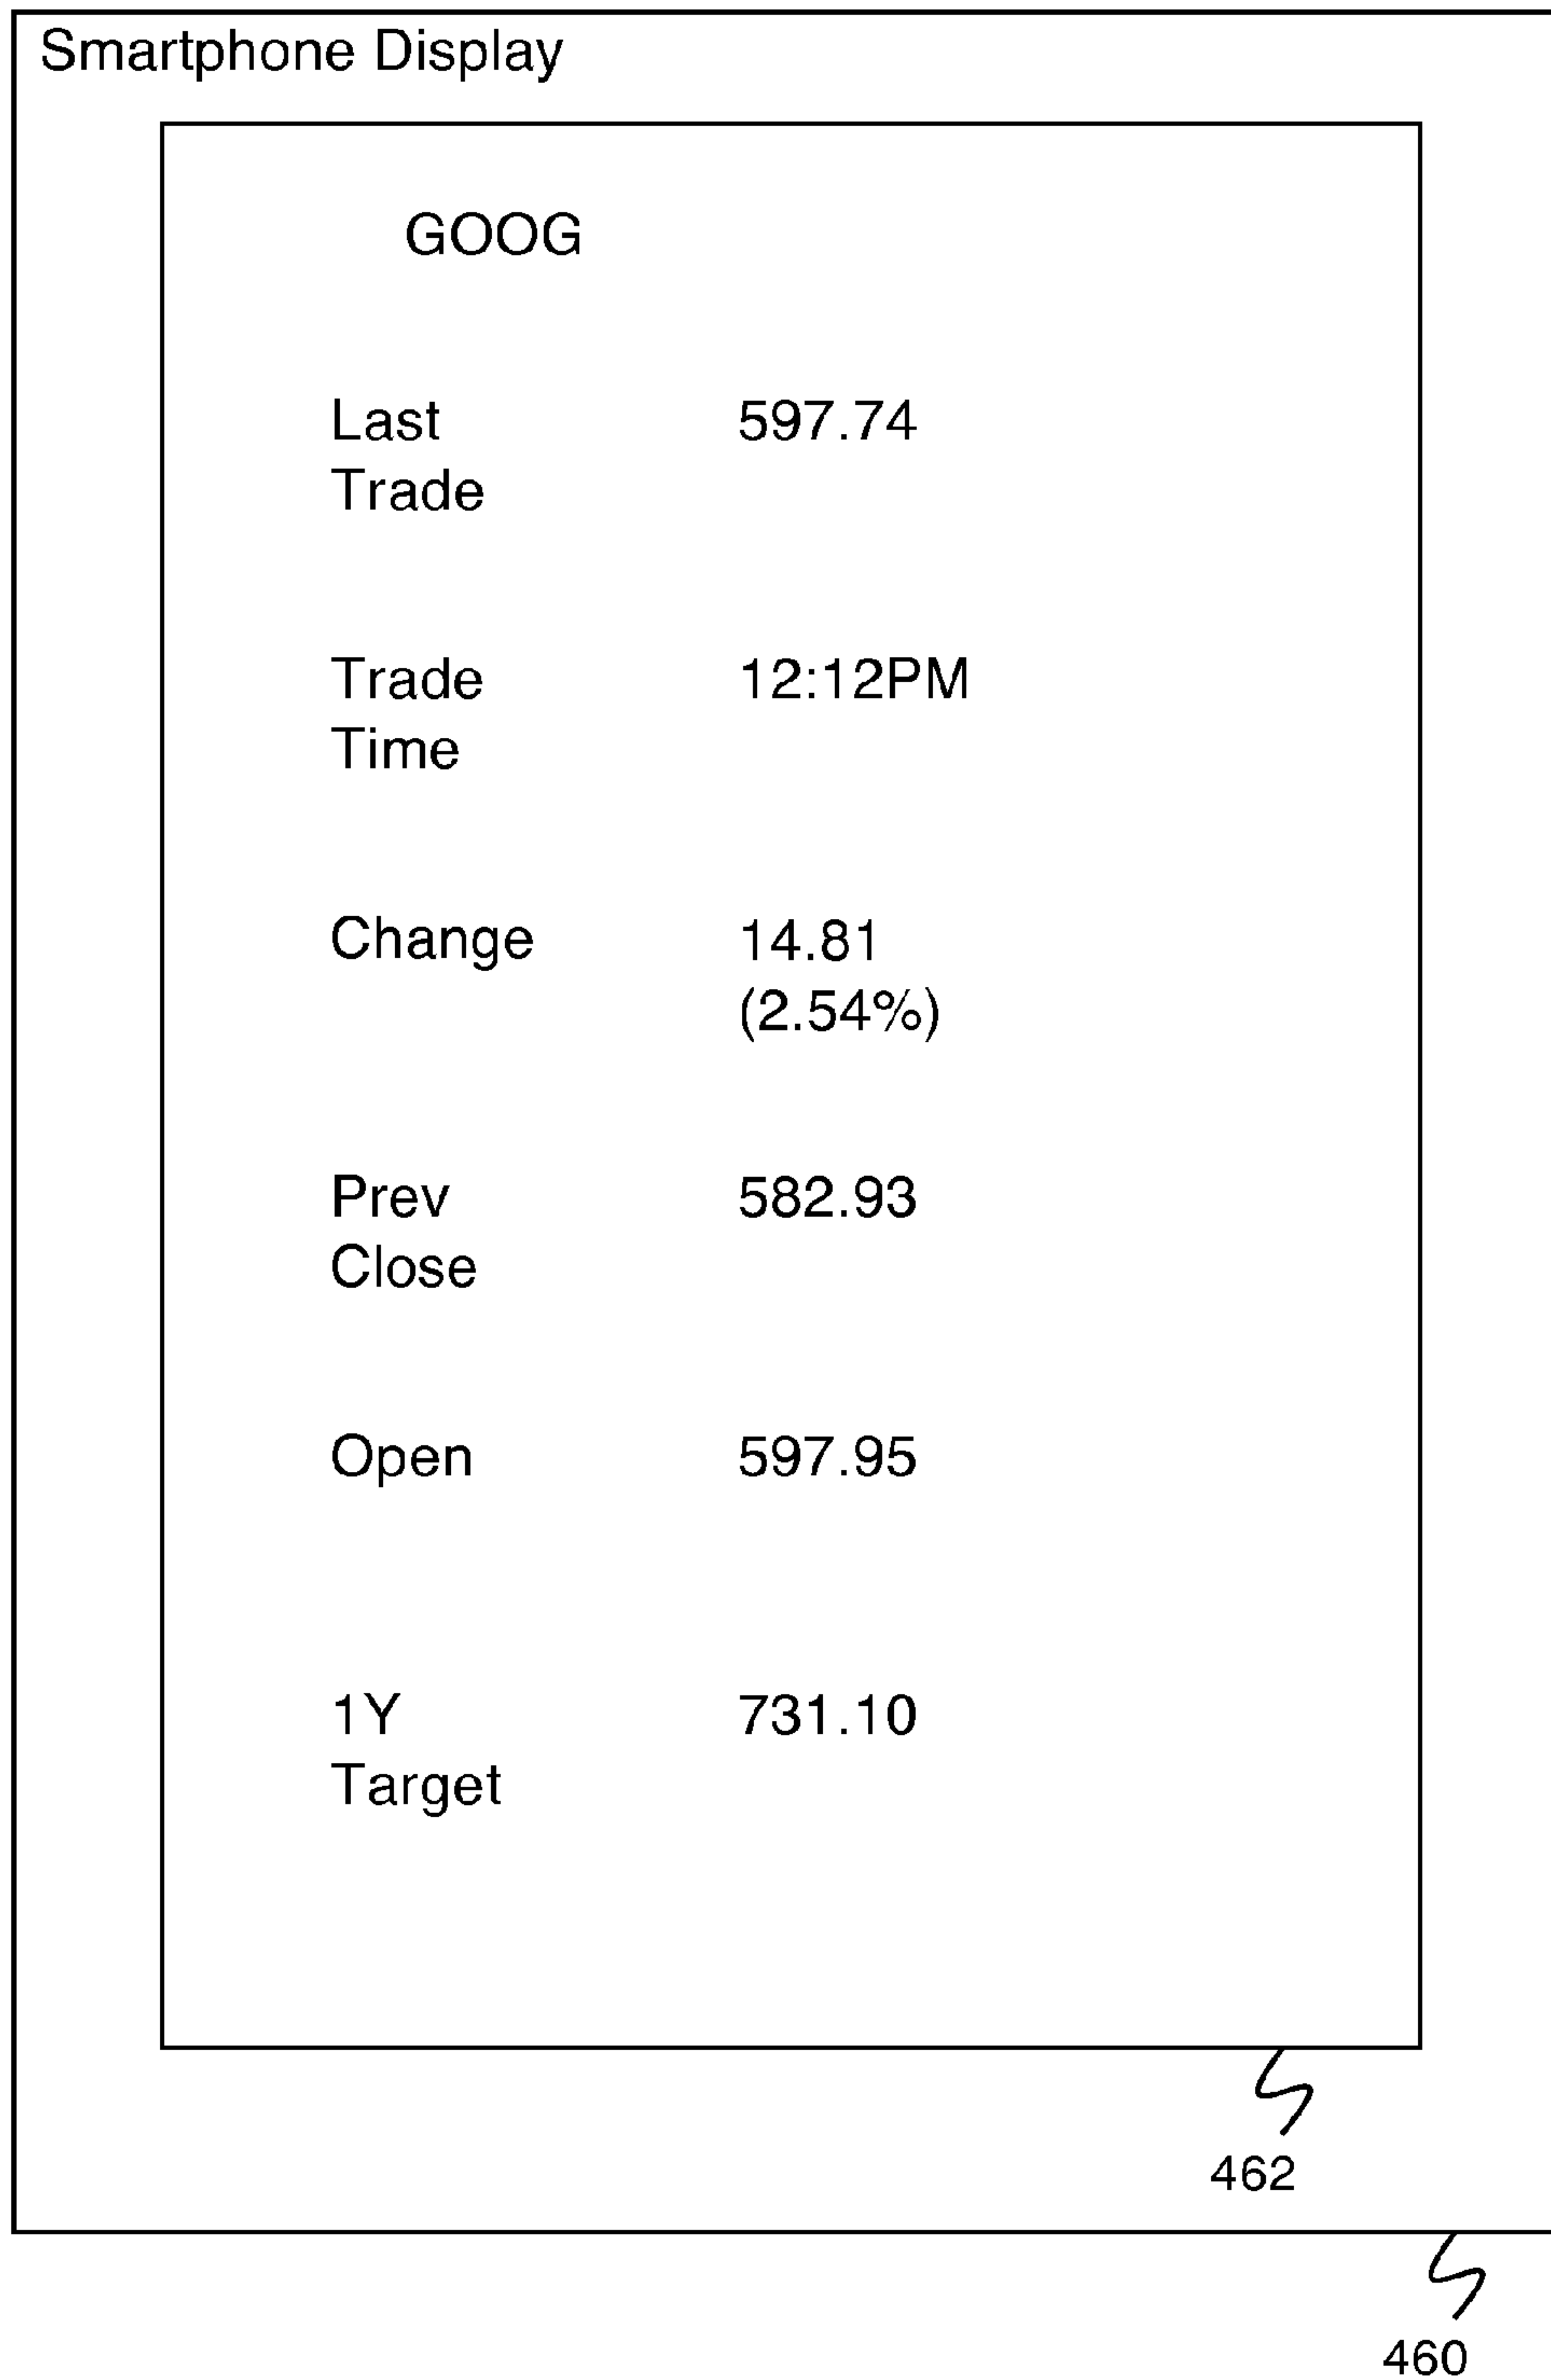 Smartphone Display
GOOG
Last 597.74
Trade
Trade 12:12PM
Time
Change 14.81
(2.54%)
Prev 582.93
Close
Open 597.95
1Y 731.10
Target
462
460